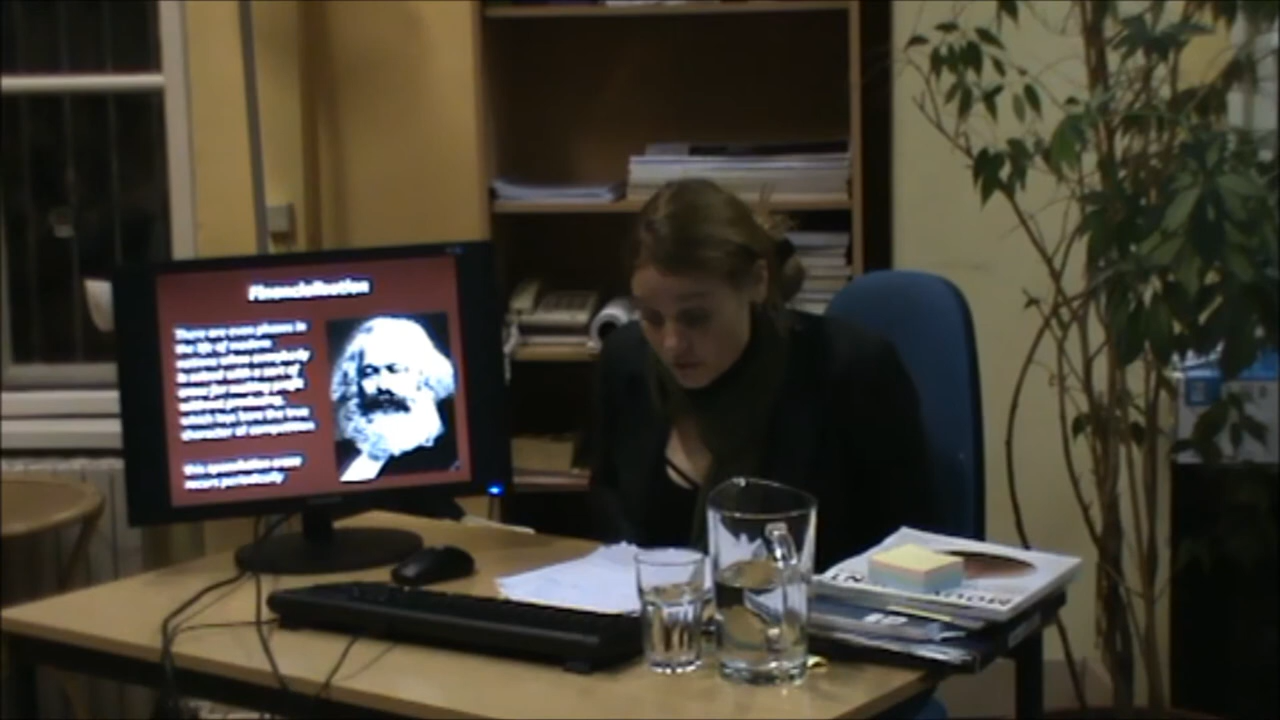 Financialisation
There are even phases in
the life of modern
nations when everybody
is seized with a sort of
craze for making profit
without producing,
which lays bare the true
character of competition
This speculation craze
recurs periodically